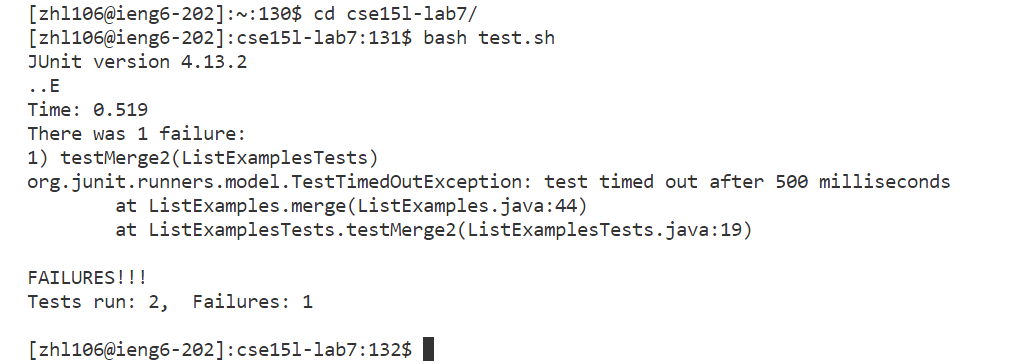 [zhl106@ieng6-202]:~:130$ cd cse15l-lab7/
[zhl106@ieng6-202]:cse15l-lab7:131$ bash test.sh
JUnit version 4.13.2
..E
Time: 0.519
There was 1 failure:
1) testMerge2(ListExamplesTests)
org.junit.runners.model.TestTimedOutException: test timed out after 500 milliseconds
        at ListExamples.merge(ListExamples.java:44)
        at ListExamplesTests.testMerge2(ListExamplesTests.java:19)

FAILURES!!!
Tests run: 2,  Failures: 1

[zhl106@ieng6-202]:cse15l-lab7:132$